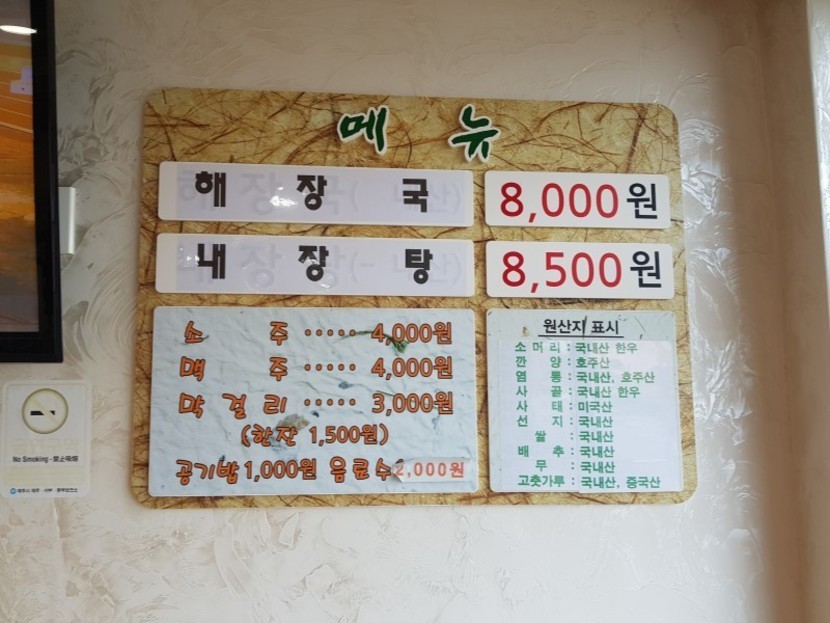 메 뉴
해 장 국 8,000원
내 장 탕 8,500원
소 주 ····· 4,000원
맥 주 ····· 4,000원
막 걸 리 ····· 3,000원
(한잔 1,500원)
공기밥 1,000원 음료수 2,000원
원산지 표시
소 머 리 : 국내산 한우
깐 양 : 호주산
염 통 : 국내산, 호주산
사 골 : 국내산 한우
사 태 : 미국산
선 지 : 국내산
쌀 : 국내산
배 추 : 국내산
무 : 국내산
고춧가루 : 국내산, 중국산
No Smoking - 禁止吸煙